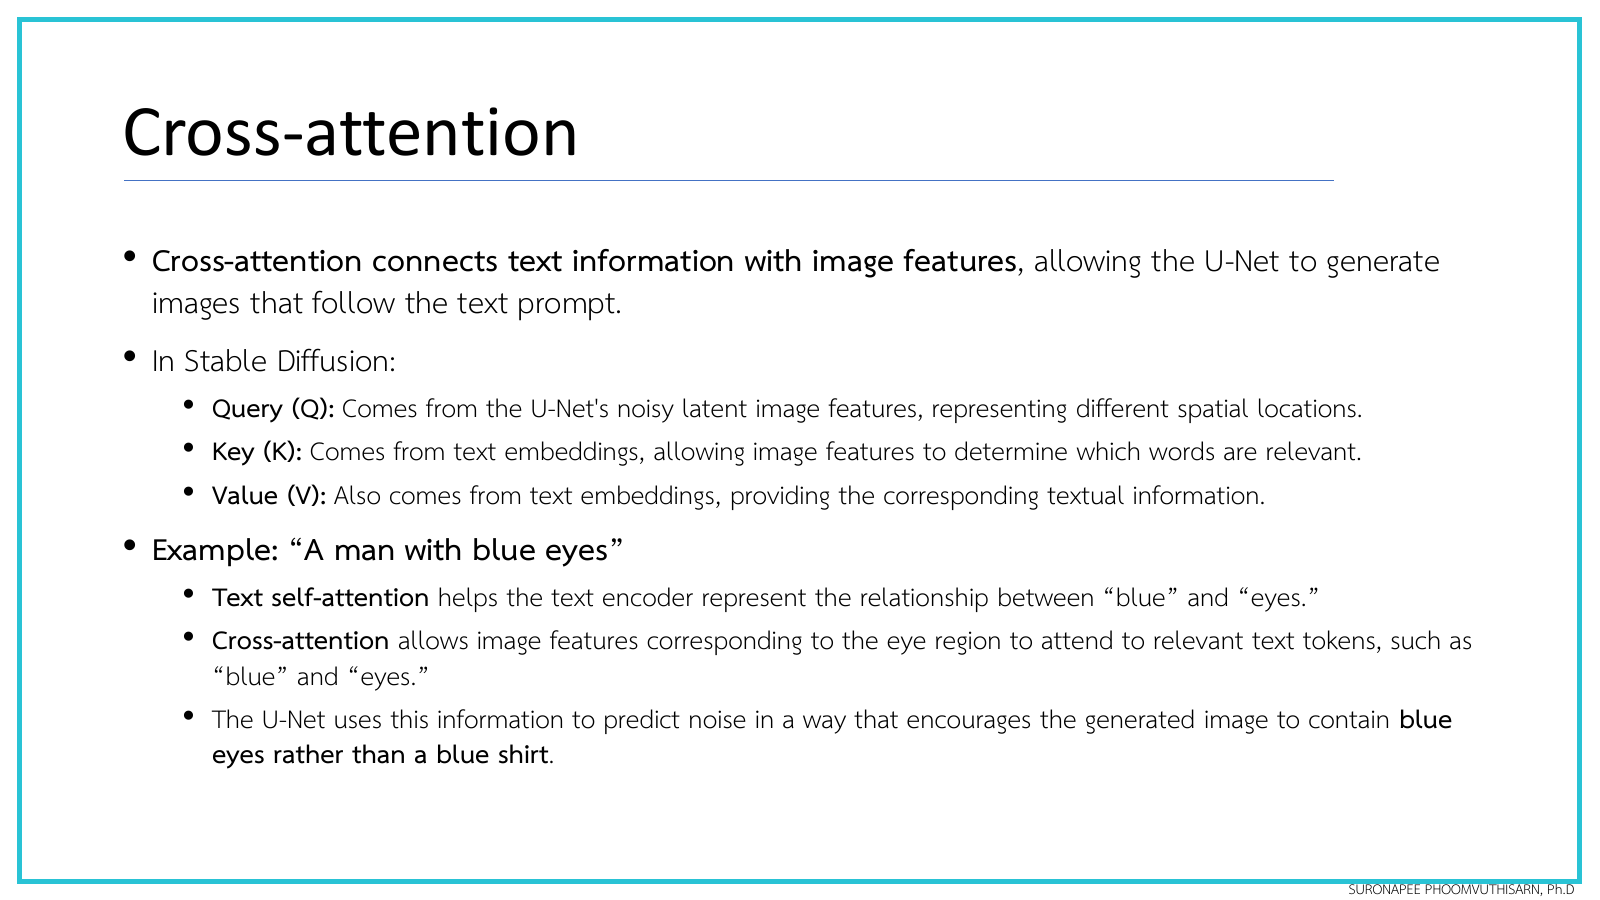 Cross-attention
• Cross-attention connects text information with image features, allowing the U-Net to generate
images that follow the text prompt.
• In Stable Diffusion:
• Query (Q): Comes from the U-Net's noisy latent image features, representing different spatial locations.
• Key (K): Comes from text embeddings, allowing image features to determine which words are relevant.
• Value (V): Also comes from text embeddings, providing the corresponding textual information.
• Example: “A man with blue eyes”
• Text self-attention helps the text encoder represent the relationship between “blue” and “eyes.”
• Cross-attention allows image features corresponding to the eye region to attend to relevant text tokens, such as
“blue” and “eyes.”
• The U-Net uses this information to predict noise in a way that encourages the generated image to contain blue
eyes rather than a blue shirt.
SURONAPEE PHOOMVUTHISARN, Ph.D